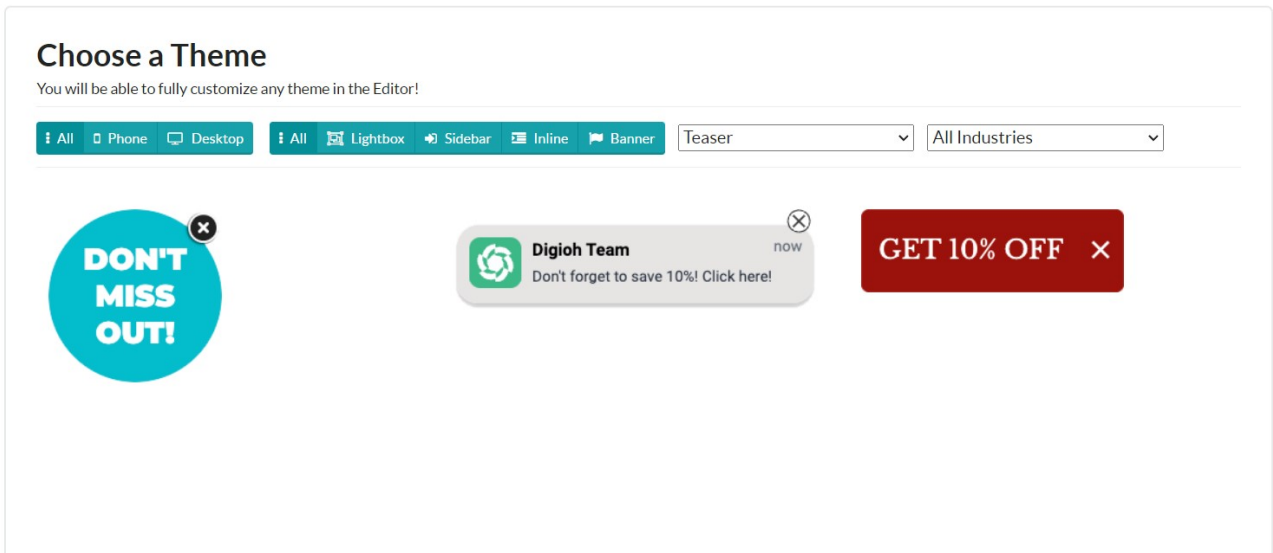 Choose a Theme
You will be able to fully customize any theme in the Editor!
All Phone Desktop All Lightbox Sidebar Inline Banner Teaser All Industries
DON'T
MISS
OUT!
Digioh Team now
Don't forget to save 10%! Click here!
GET 10% OFF